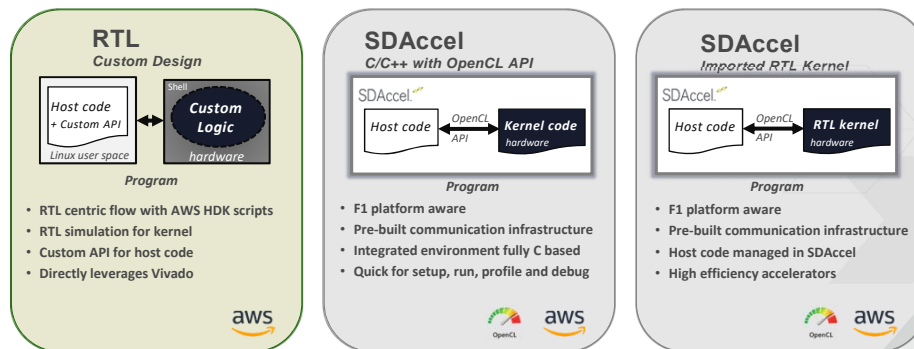 RTL
Custom Design
Host code
+ Custom API
Linux user space
Shell
Custom
Logic
hardware
Program
• RTL centric flow with AWS HDK scripts
• RTL simulation for kernel
• Custom API for host code
• Directly leverages Vivado
aws
SDAccel
C/C++ with OpenCL API
SDAccel
Host code
OpenCL
API
Kernel code
hardware
Program
• F1 platform aware
• Pre-built communication infrastructure
• Integrated environment fully C based
• Quick for setup, run, profile and debug
OpenCL
aws
SDAccel
Imported RTL Kernel
SDAccel
Host code
OpenCL
API
RTL kernel
hardware
Program
• F1 platform aware
• Pre-built communication infrastructure
• Host code managed in SDAccel
• High efficiency accelerators
OpenCL
aws